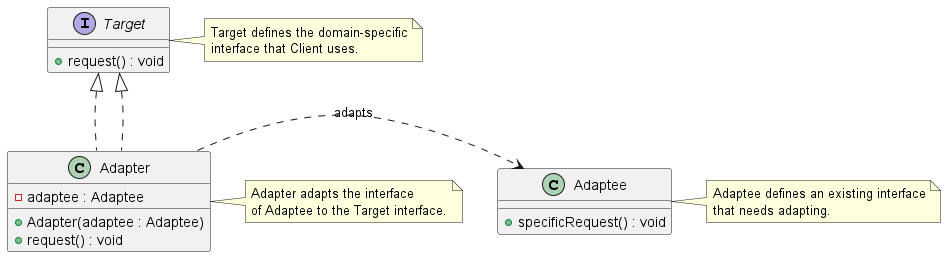 I Target
request() : void
Target defines the domain-specific
interface that Client uses.
adapts
C Adapter
adaptee : Adaptee
Adapter(adaptee : Adaptee)
request() : void
Adapter adapts the interface
of Adaptee to the Target interface.
C Adaptee
specificRequest() : void
Adaptee defines an existing interface
that needs adapting.